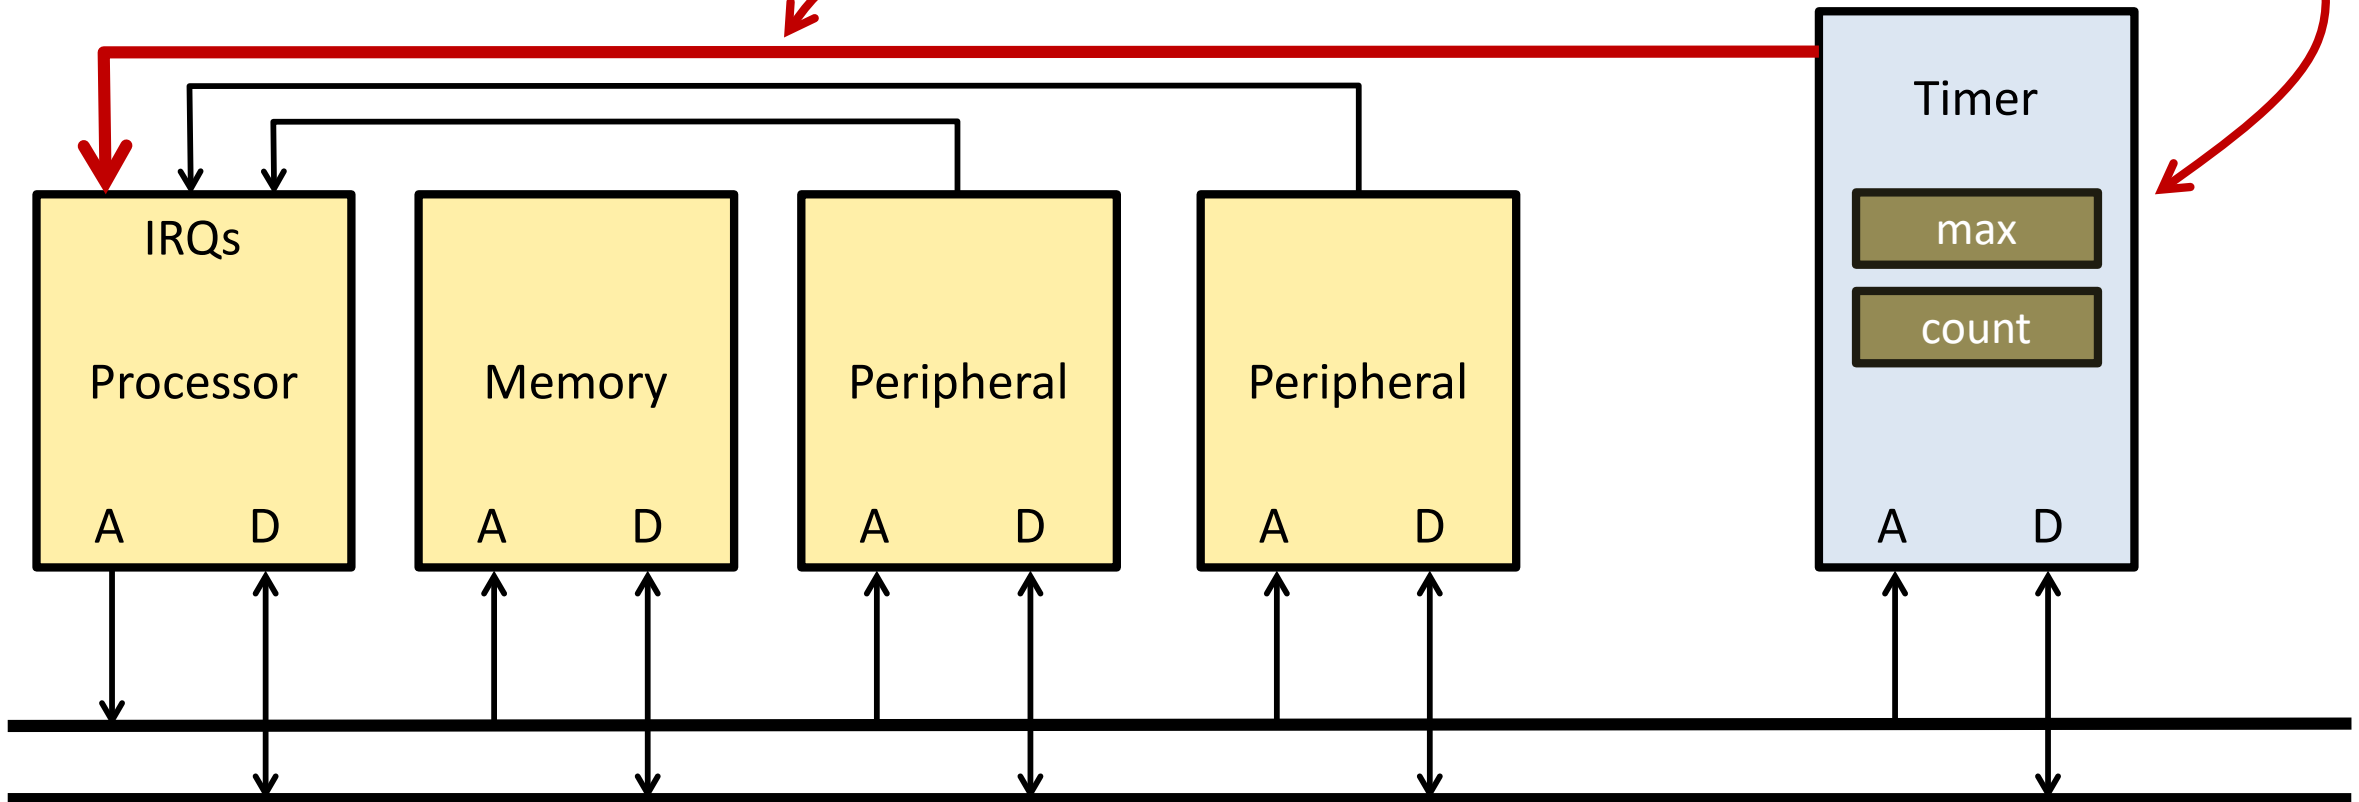 Timer
max
count
IRQs
Processor
Memory
Peripheral
Peripheral
A D
A D
A D
A D
A D